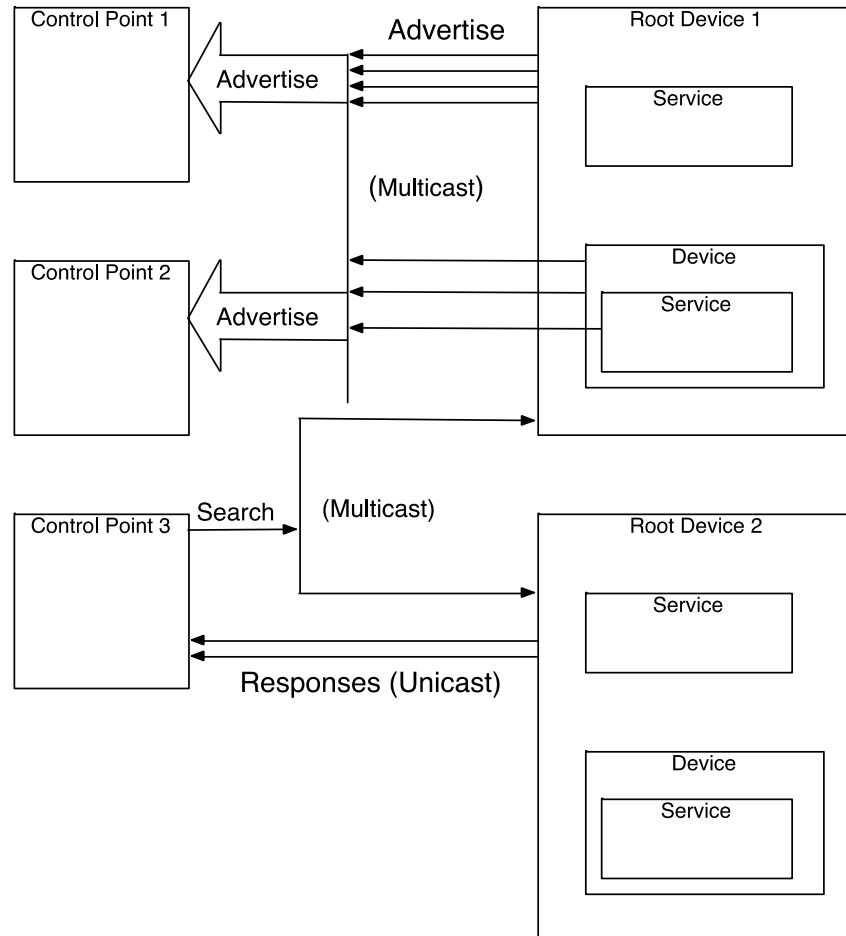 Control Point 1
Advertise
Root Device 1
Advertise
Service
(Multicast)
Control Point 2
Device
Advertise
Service
Control Point 3
Search
(Multicast)
Root Device 2
Service
Responses (Unicast)
Device
Service